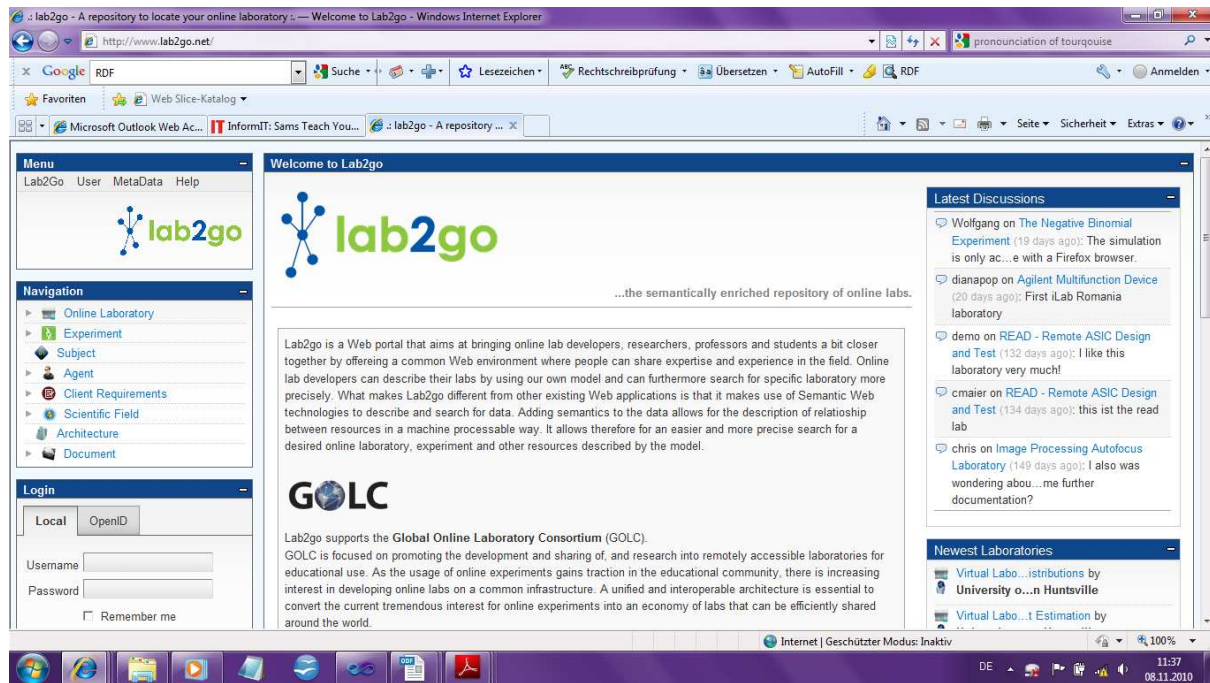 .: lab2go - A repository to locate your online laboratory :. — Welcome to Lab2go - Windows Internet Explorer
http://www.lab2go.net/
pronounciation of tourqouise
x Google RDF Suche Lesezeichen Rechtschreibprüfung Übersetzen AutoFill RDF Anmelden
Favoriten Web Slice-Katalog
Microsoft Outlook Web Ac... InformIT: Sams Teach You... .: lab2go - A repository ... X Seite Sicherheit Extras
Menu
Lab2Go User MetaData Help
lab2go
Navigation
Online Laboratory
Experiment
Subject
Agent
Client Requirements
Scientific Field
Architecture
Document
Login
Local OpenID
Username
Password
Remember me
Welcome to Lab2go
lab2go
...the semantically enriched repository of online labs.
Lab2go is a Web portal that aims at bringing online lab developers, researchers, professors and students a bit closer
together by offereing a common Web environment where people can share expertise and experience in the field. Online
lab developers can describe their labs by using our own model and can furthermore search for specific laboratory more
precisely. What makes Lab2go different from other existing Web applications is that it makes use of Semantic Web
technologies to describe and search for data. Adding semantics to the data allows for the description of relatioship
between resources in a machine processable way. It allows therefore for an easier and more precise search for a
desired online laboratory, experiment and other resources described by the model.
GOLC
Lab2go supports the Global Online Laboratory Consortium (GOLC).
GOLC is focused on promoting the development and sharing of, and research into remotely accessible laboratories for
educational use. As the usage of online experiments gains traction in the educational community, there is increasing
interest in developing online labs on a common infrastructure. A unified and interoperable architecture is essential to
convert the current tremendous interest for online experiments into an economy of labs that can be efficiently shared
around the world.
Latest Discussions
Wolfgang on The Negative Binomial
Experiment (19 days ago): The simulation
is only ac...e with a Firefox browser.
dianapop on Agilent Multifunction Device
(20 days ago): First iLab Romania
laboratory
demo on READ - Remote ASIC Design
and Test (132 days ago): I like this
laboratory very much!
cmaier on READ - Remote ASIC Design
and Test (134 days ago): this ist the read
lab
chris on Image Processing Autofocus
Laboratory (149 days ago): I also was
wondering abou...me further
documentation?
Newest Laboratories
Virtual Labo...istributions by
University o...n Huntsville
Virtual Labo...t Estimation by
Internet | Geschützter Modus: Inaktiv 100%
DE 11:37
08.11.2010